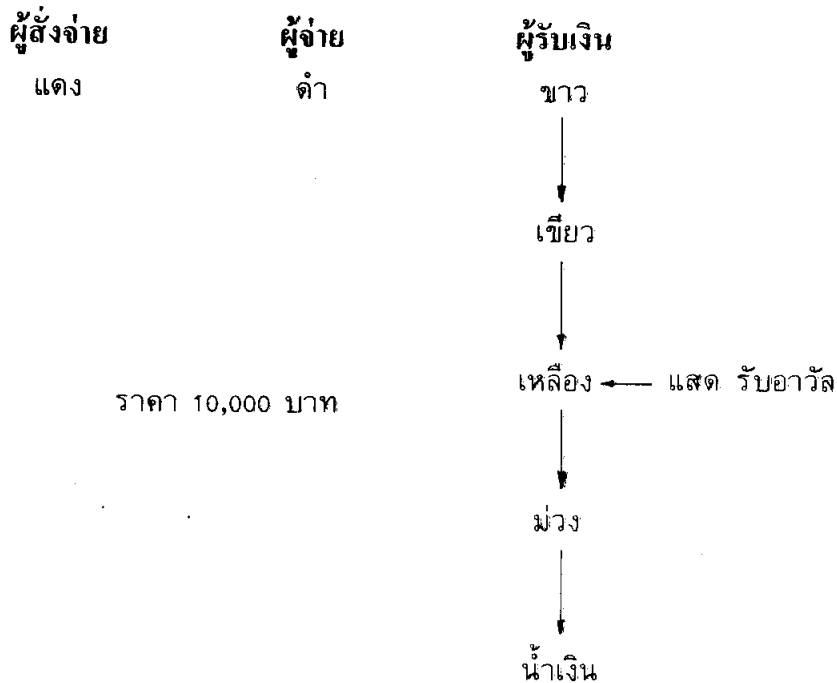 ผู้สั่งจ่าย ผู้จ่าย ผู้รับเงิน
แดง ดำ ขาว
เขียว
เหลือง แสด รับอาวัล
ราคา 10,000 บาท
ม่วง
น้ำเงิน